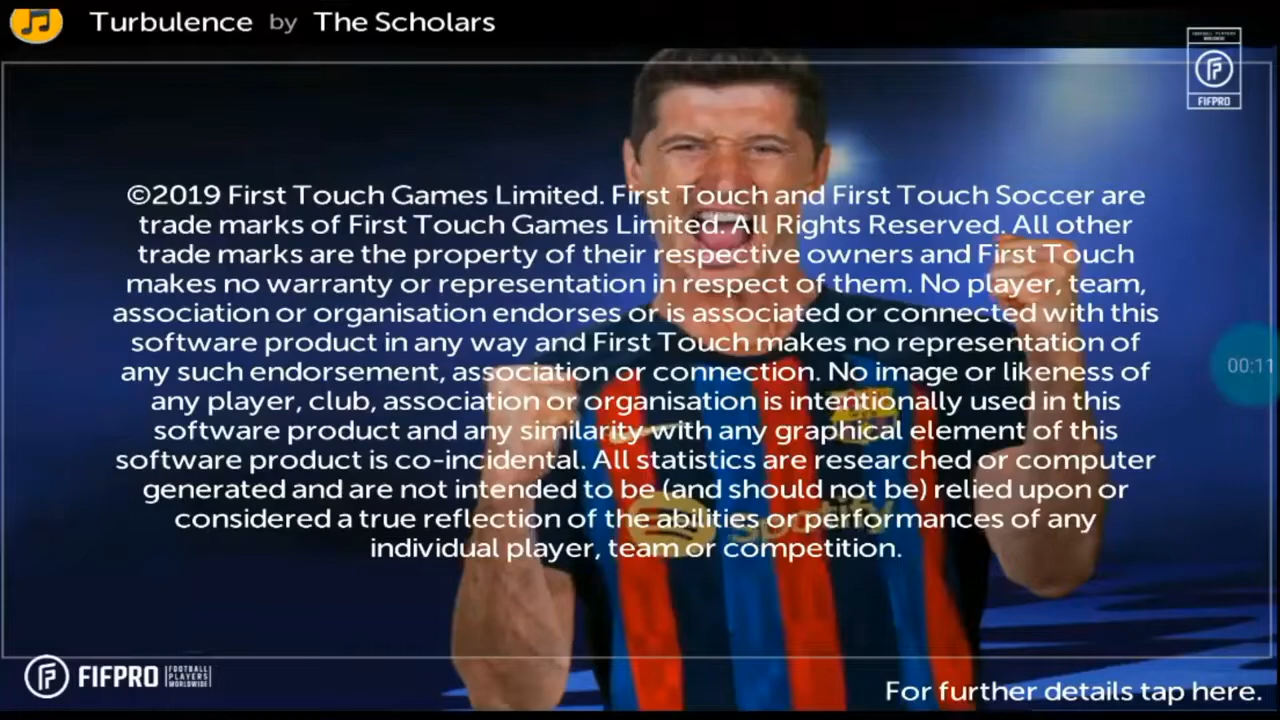 Turbulence by The Scholars
FIFPRO
©2019 First Touch Games Limited. First Touch and First Touch Soccer are
trade marks of First Touch Games Limited. All Rights Reserved. All other
trade marks are the property of their respective owners and First Touch
makes no warranty or representation in respect of them. No player, team,
association or organisation endorses or is associated or connected with this
software product in any way and First Touch makes no representation of
any such endorsement, association or connection. No image or likeness of
any player, club, association or organisation is intentionally used in this
software product and any similarity with any graphical element of this
software product is co-incidental. All statistics are researched or computer
generated and are not intended to be (and should not be) relied upon or
considered a true reflection of the abilities or performances of any
individual player, team or competition.
00:11
spotify
FIFPRO
FOOTBALL
PLAYERS
WORLDWIDE
For further details tap here.